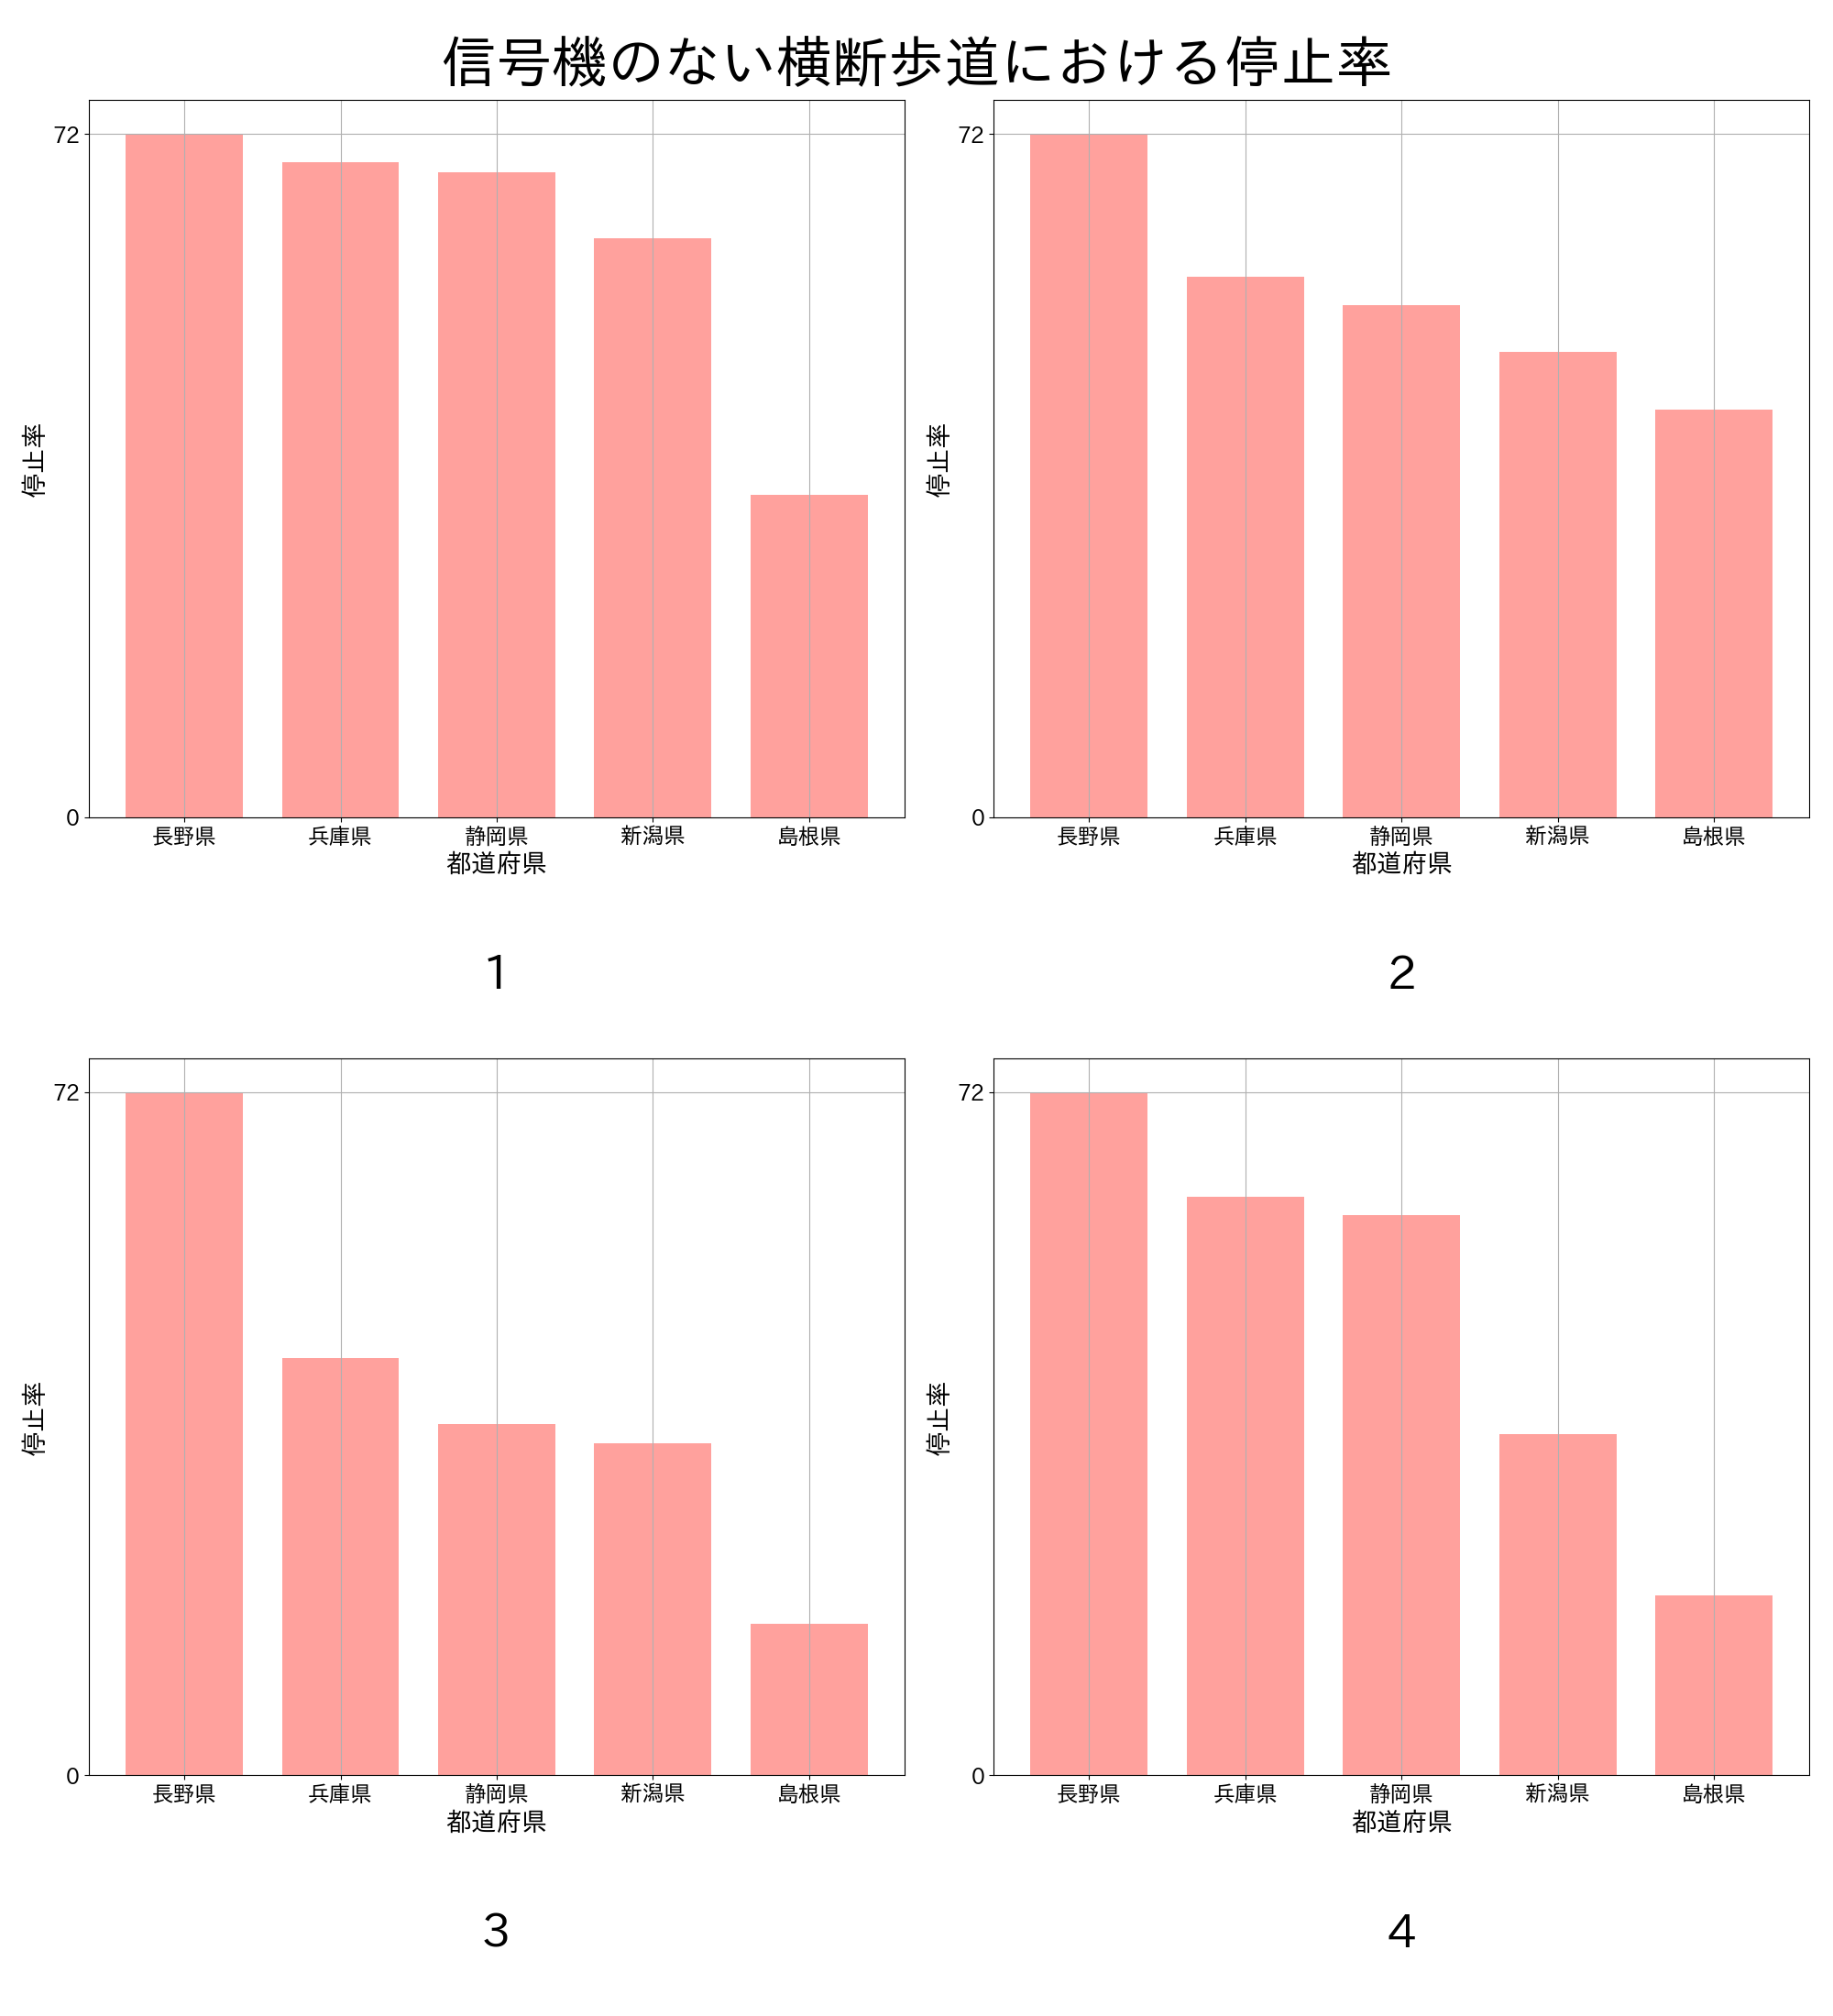 信号機のない横断歩道における停止率
72
0
停止率
長野県 兵庫県 静岡県 新潟県 島根県
都道府県
1
72
0
停止率
長野県 兵庫県 静岡県 新潟県 島根県
都道府県
2
72
0
停止率
長野県 兵庫県 静岡県 新潟県 島根県
都道府県
3
72
0
停止率
長野県 兵庫県 静岡県 新潟県 島根県
都道府県
4